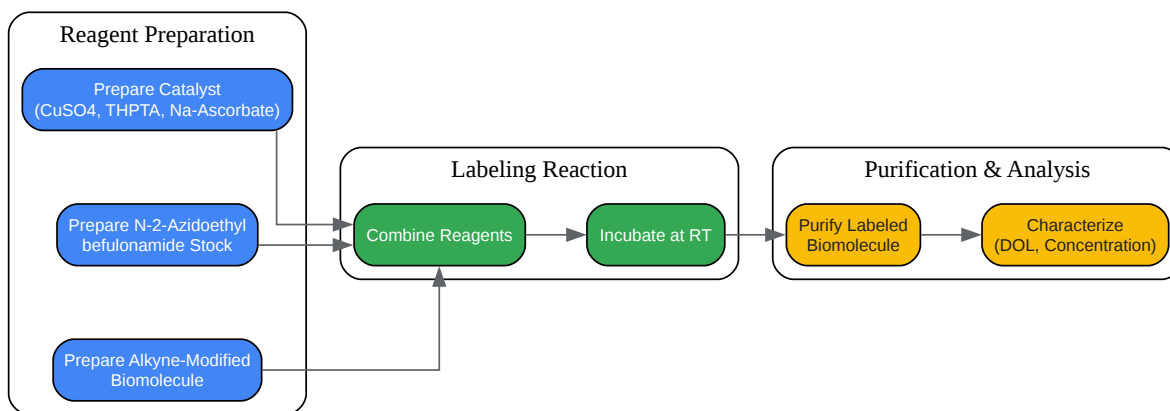 Reagent Preparation
Prepare Catalyst
(CuSO4, THPTA, Na-Ascorbate)
Prepare N-2-Azidoethyl
befulonamide Stock
Prepare Alkyne-Modified
Biomolecule
Labeling Reaction
Combine Reagents
Incubate at RT
Purification & Analysis
Purify Labeled
Biomolecule
Characterize
(DOL, Concentration)